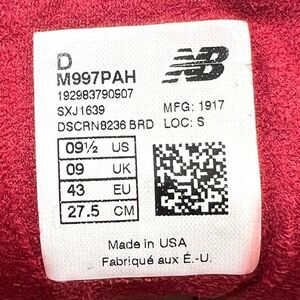 D
M997PAH
192983790907
SXJ1639 MFG: 1917
DSCRN8236 BRD LOC: S
09½ US
09 UK
43 EU
27.5 CM
Made in USA
Fabriqué aux É.-U.